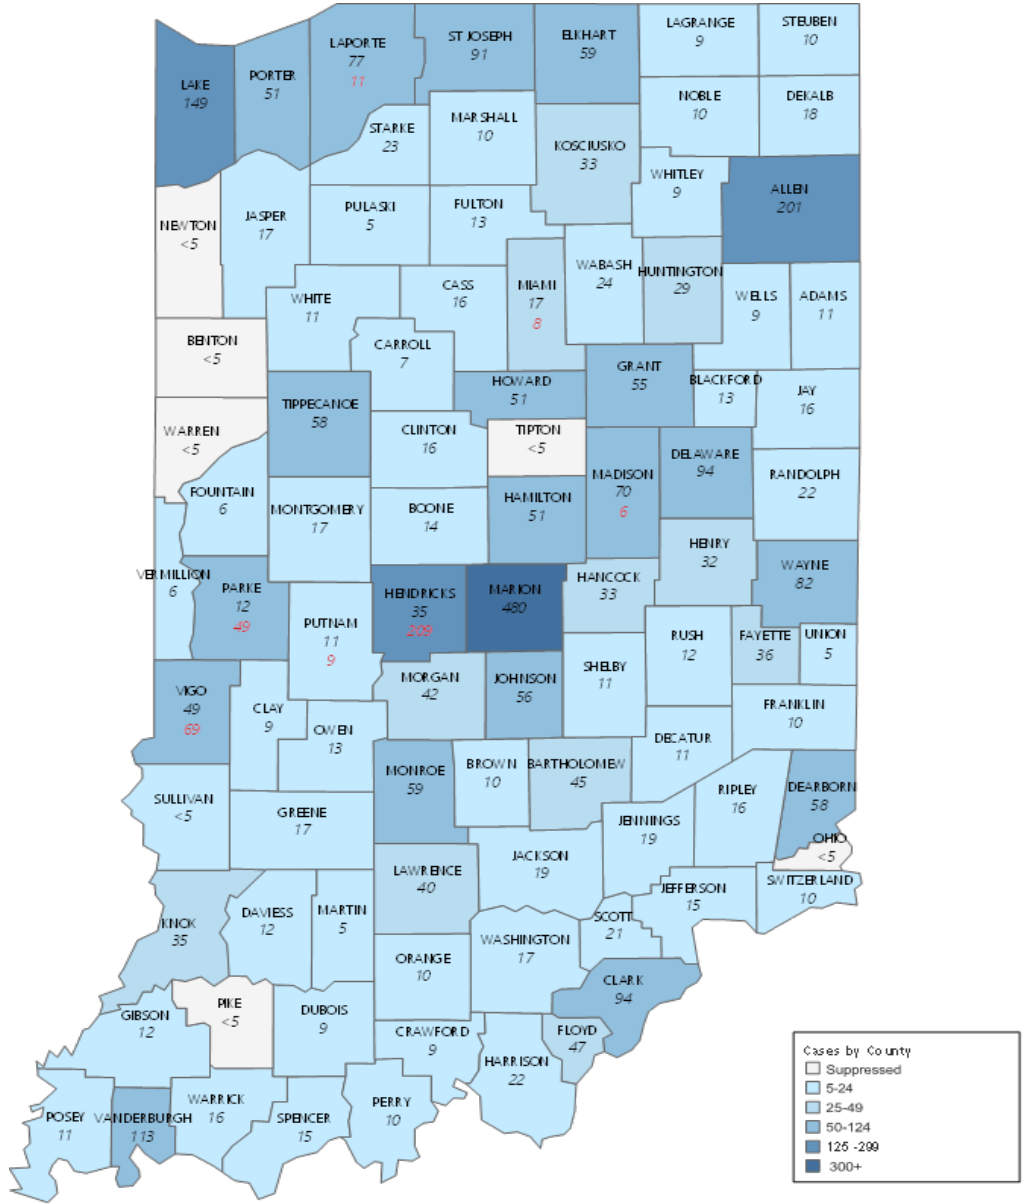 STEUBEN
10
LAGRANGE
9
ST JOSEPH
91
ELKHART
59
LAPORTE
77
11
PORTER
51
LAKE
149
NOBLE
10
DEKALB
18
MARSHALL
10
STARKE
23
KOSCIUSKO
33
WHITLEY
9
ALLEN
201
NEWTON
<5
JASPER
17
PULASKI
5
FULTON
13
WABASH
24
HUNTINGTON
29
MIAMI
17
8
CASS
16
WHITE
11
WELLS
9
ADAMS
11
BENTON
<5
CARROLL
7
HOWARD
51
GRANT
55
BLACKFORD
13
JAY
16
TIPPECANOE
58
WARREN
<5
CLINTON
16
TIPTON
<5
MADISON
70
6
DELAWARE
94
RANDOLPH
22
FOUNTAIN
6
MONTGOMERY
17
BOONE
14
HAMILTON
51
HENRY
32
WAYNE
82
VERMILLION
6
PARKE
12
49
PUTNAM
11
9
HENDRICKS
35
MARION
480
HANCOCK
33
RUSH
12
FAYETTE
36
UNION
5
VIGO
49
69
CLAY
9
OWEN
13
MORGAN
42
JOHNSON
56
SHELBY
11
FRANKLIN
10
DECATUR
11
SULLIVAN
<5
GREENE
17
MONROE
59
BROWN
10
BARTHOLOMEW
45
JENNINGS
19
RIPLEY
16
DEARBORN
58
OHIO
<5
LAWRENCE
40
JACKSON
19
JEFFERSON
15
SWITZERLAND
10
KNOX
35
DAVIESS
12
MARTIN
5
ORANGE
10
WASHINGTON
17
SCOTT
21
CLARK
94
GIBSON
12
PIKE
<5
DUBOIS
9
CRAWFORD
9
HARRISON
22
FLOYD
47
POSEY
11
VANDERBURGH
113
WARRICK
16
SPENCER
15
PERRY
10
Cases by County
Suppressed
5-24
25-49
50-124
125 -299
300+